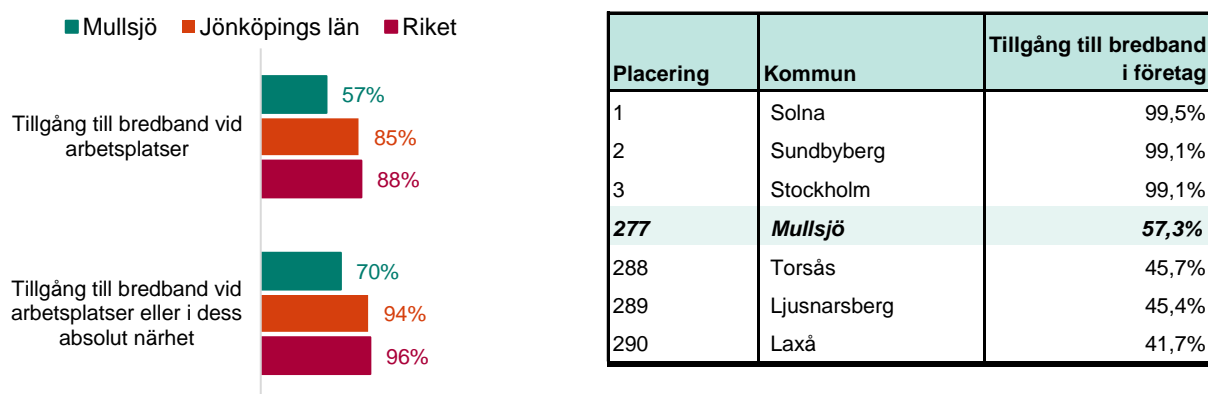 Mullsjö Jönköpings län Riket
Tillgång till bredband vid
arbetsplatser
57%
85%
88%
Tillgång till bredband vid
arbetsplatser eller i dess
absolut närhet
70%
94%
96%
Placering Kommun Tillgång till bredband
i företag
1 Solna 99,5%
2 Sundbyberg 99,1%
3 Stockholm 99,1%
277 Mullsjö 57,3%
288 Torsås 45,7%
289 Ljusnarsberg 45,4%
290 Laxå 41,7%